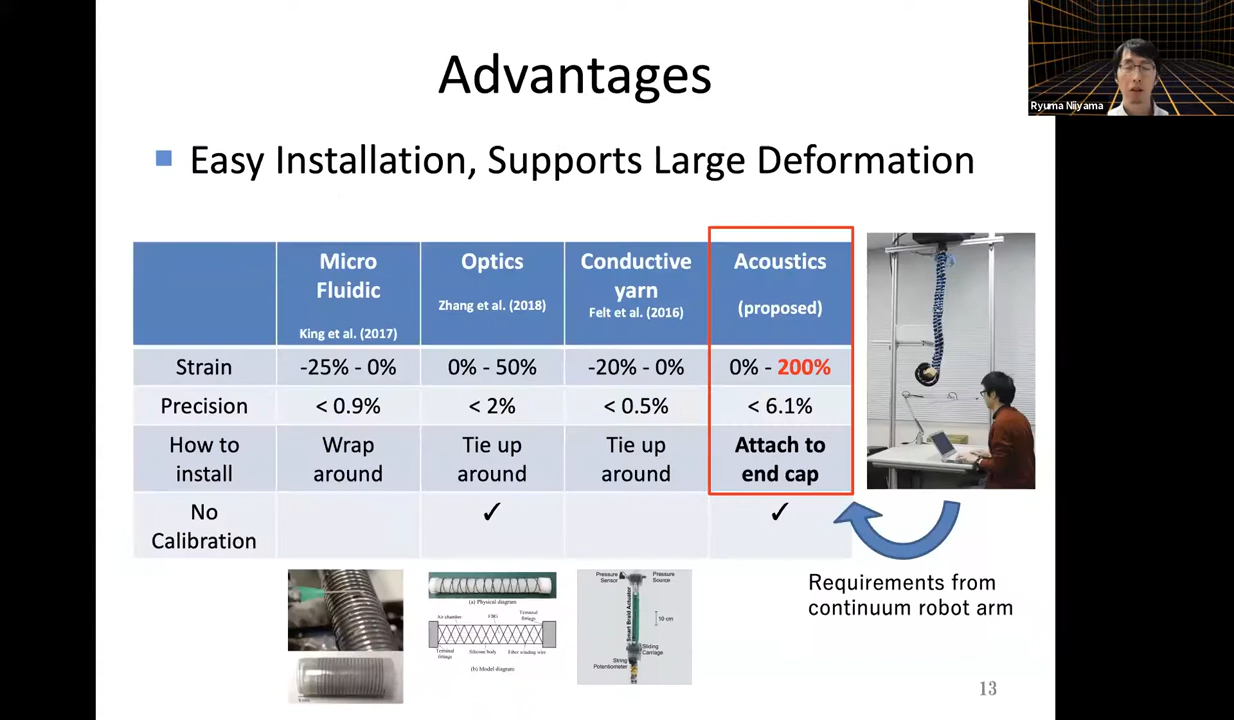 Advantages
Ryuma Niiyama
Easy Installation, Supports Large Deformation
Micro
Fluidic
King et al. (2017)
Optics
Zhang et al. (2018)
Conductive
yarn
Felt et al. (2016)
Acoustics
(proposed)
Strain
-25% - 0%
0% - 50%
-20% - 0%
0% - 200%
Precision
< 0.9%
< 2%
< 0.5%
< 6.1%
How to
install
Wrap
around
Tie up
around
Tie up
around
Attach to
end cap
No
Calibration
✓
✓
Requirements from
continuum robot arm
(a) Physical diagram
Air chamber
FBG
Terminal
fittings
Terminal
fittings
Silicone body
Fiber winding wire
(b) Model diagram
Pressure
Sensor
Pressure
Source
Smart Braid Actuator
10 cm
Sliding
Carriage
String
Potentiometer
13